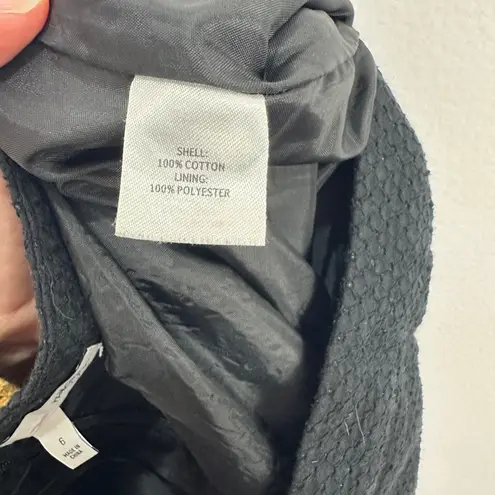 SHELL:
100% COTTON
LINING:
100% POLYESTER
6
MADE IN
CHINA